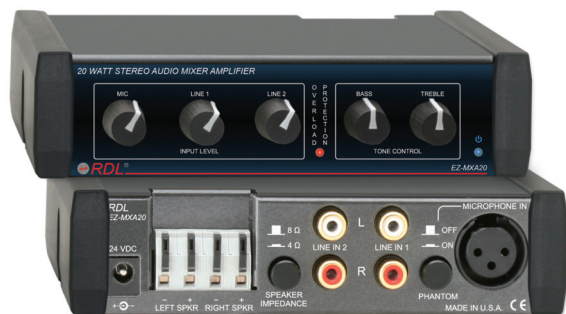 20 WATT STEREO AUDIO MIXER AMPLIFIER
MIC LINE 1 LINE 2
OVERLOAD PROTECTION
BASS TREBLE
INPUT LEVEL
TONE CONTROL
RDL®
EZ-MXA20
RDL
EZ-MXA20
24 VDC
8 Ω
4 Ω
L
LINE IN 2
LINE IN 1
R
MICROPHONE IN
OFF
ON
- + - +
LEFT SPKR RIGHT SPKR
SPEAKER
IMPEDANCE
PHANTOM
MADE IN U.S.A. CE